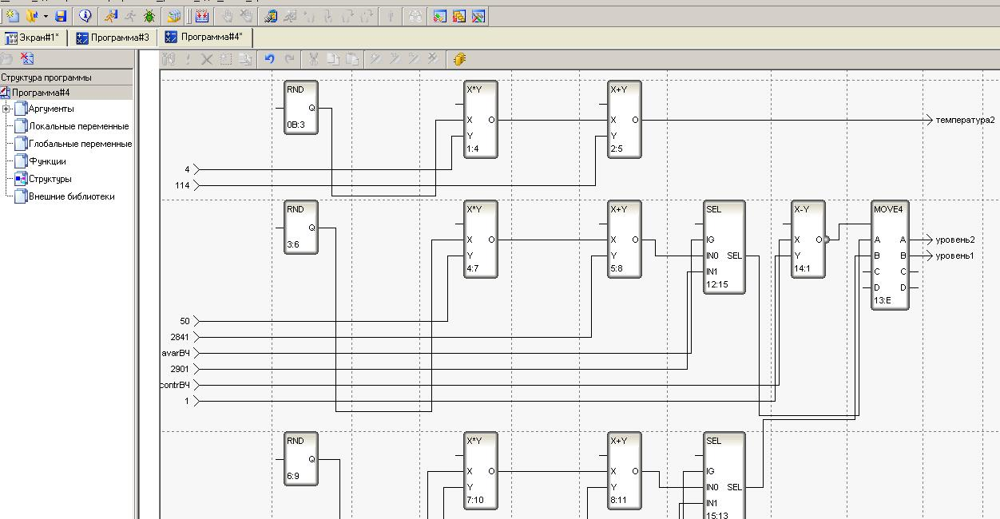 Экран#1*
Программа#3
Программа#4*
Структура программы
Программа#4
Аргументы
Локальные переменные
Глобальные переменные
Функции
Структуры
Внешние библиотеки
RND
Q
0B:3
X*Y
X O
Y
1:4
X+Y
X O
Y
2:5
температура2
4
114
RND
Q
3:6
X*Y
X O
Y
4:7
X+Y
X O
Y
5:8
SEL
IG
IN0 SEL
IN1
12:15
X-Y
X O
Y
14:1
MOVE4
A A
B B
C C
D D
13:E
уровень2
уровень1
50
2841
avarВЧ
2901
contrВЧ
1
RND
Q
6:9
X*Y
X O
Y
7:10
X+Y
X O
Y
8:11
SEL
IG
IN0 SEL
IN1
15:13